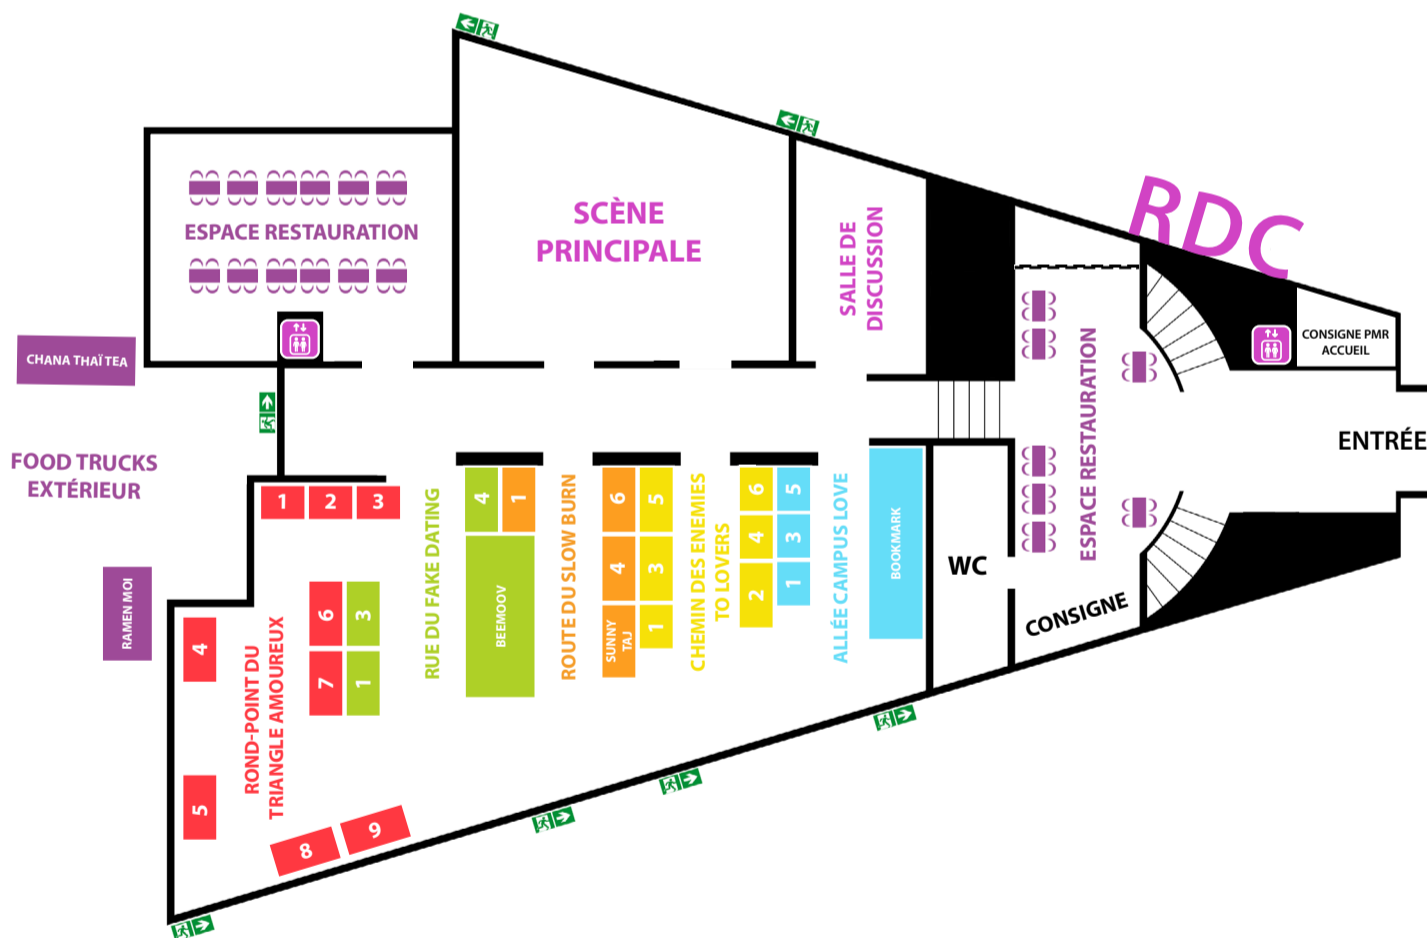 RDC
SCÈNE
PRINCIPALE
ESPACE RESTAURATION
SALLE DE
DISCUSSION
CHANA THAÏ TEA
CONSIGNE PMR
ACCUEIL
ENTRÉE
ESPACE RESTAURATION
FOOD TRUCKS
EXTÉRIEUR
RAMEN MOI
1
2
3
4
5
6
7
8
9
ROND-POINT DU
TRIANGLE AMOUREUX
3
1
RUE DU FAKE DATING
4
BEEMOOV
1
ROUTE DU SLOW BURN
6
4
SUNNY
TAJ
5
3
1
CHEMIN DES ENEMIES
TO LOVERS
6
4
2
5
3
1
ALLÉE CAMPUS LOVE
BOOKMARK
WC
CONSIGNE